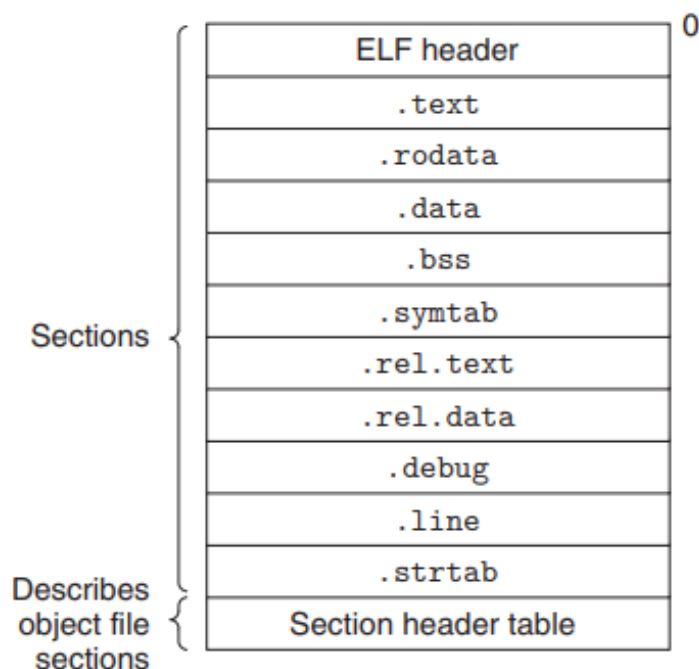 0
ELF header
.text
.rodata
.data
.bss
.symtab
Sections
.rel.text
.rel.data
.debug
.line
.strtab
Describes
object file
sections
Section header table